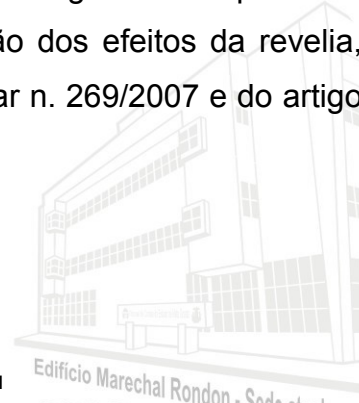 ão dos efeitos da revelia,
ar n. 269/2007 e do artigo
Edifício Marechal Rondon - Sede